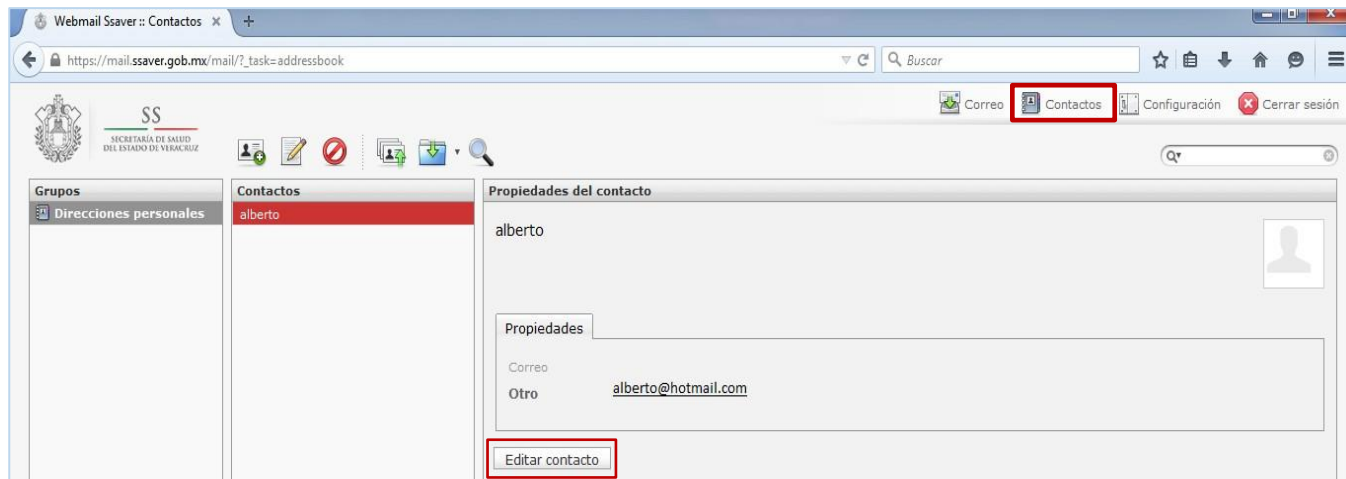 Webmail Ssaver :: Contactos
https://mail.ssaver.gob.mx/mail/?_task=addressbook
Buscar
Correo Contactos Configuración Cerrar sesión
SS
SECRETARÍA DE SALUD
DEL ESTADO DE VERACRUZ
Grupos
Direcciones personales
Contactos
alberto
Propiedades del contacto
alberto
Propiedades
Correo
Otro alberto@hotmail.com
Editar contacto